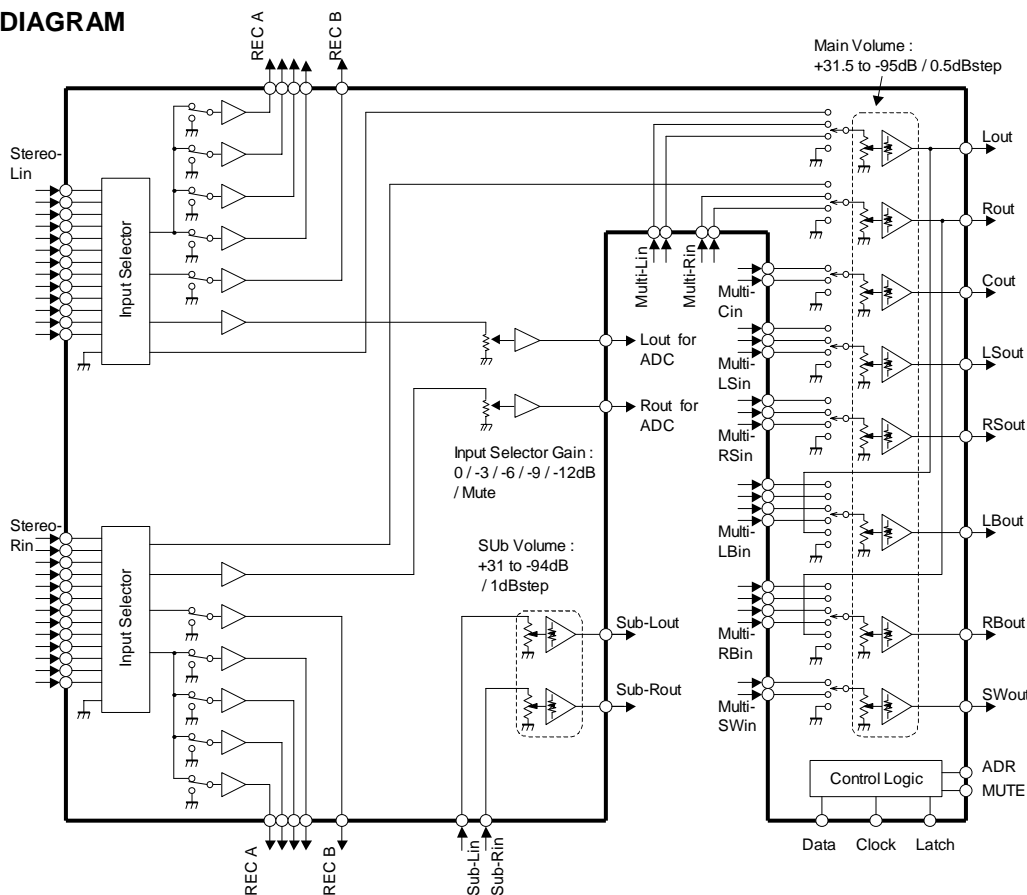 DIAGRAM
REC A
REC B
Main Volume :
+31.5 to -95dB / 0.5dBstep
Stereo-
Lin
Input Selector
Multi-Lin
Multi-Rin
Lout
Rout
Multi-
Cin
Cout
Lout for
ADC
Multi-
LSin
LSout
Rout for
ADC
Multi-
RSin
RSout
Input Selector Gain :
0 / -3 / -6 / -9 / -12dB
/ Mute
Stereo-
Rin
Input Selector
SUb Volume :
+31 to -94dB
/ 1dBstep
Multi-
LBin
LBout
Sub-Lout
Multi-
RBin
RBout
Sub-Rout
Multi-
SWin
SWout
Control Logic
ADR
MUTE
Data Clock Latch
REC A
REC B
Sub-Lin
Sub-Rin